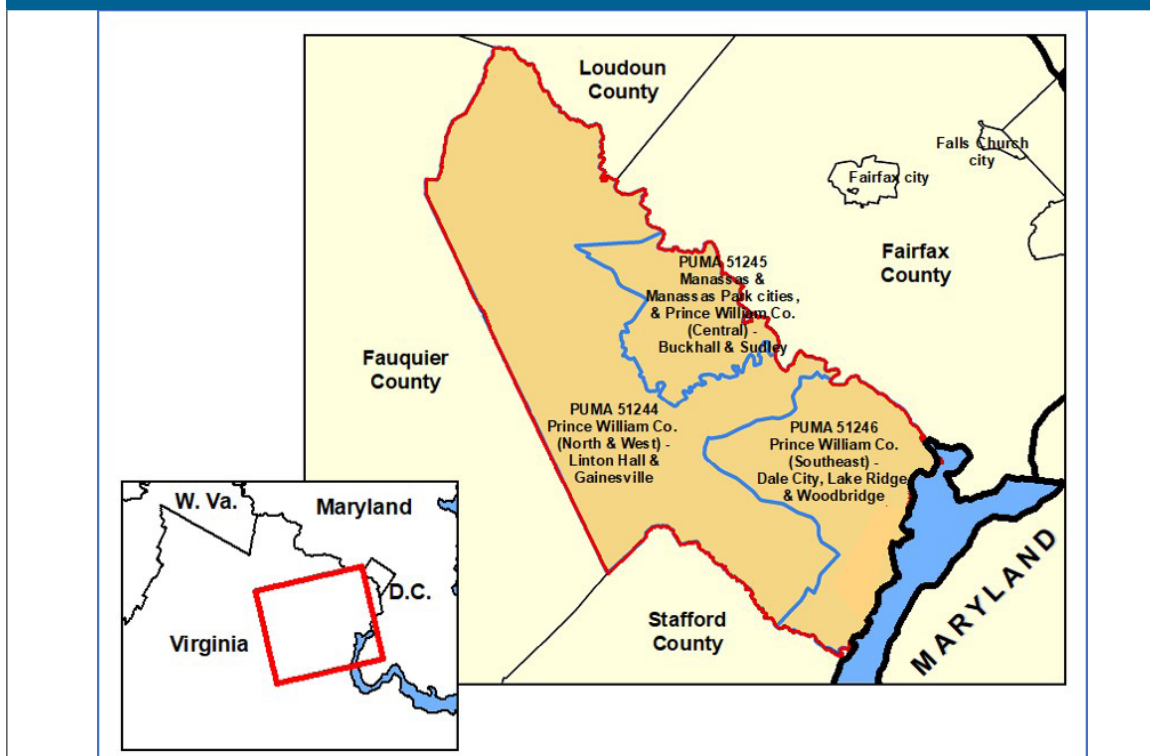 Loudoun
County
Falls Church
city
Fairfax city
Fairfax
County
PUMA 51245
Manassas &
Manassas Park cities,
& Prince William Co.
(Central) -
Buckhall & Sudley
Fauquier
County
PUMA 51244
Prince William Co.
(North & West) -
Linton Hall &
Gainesville
PUMA 51246
Prince William Co.
(Southeast) -
Dale City, Lake Ridge
& Woodbridge
Stafford
County
MARYLAND
W. Va.
Maryland
D.C.
Virginia